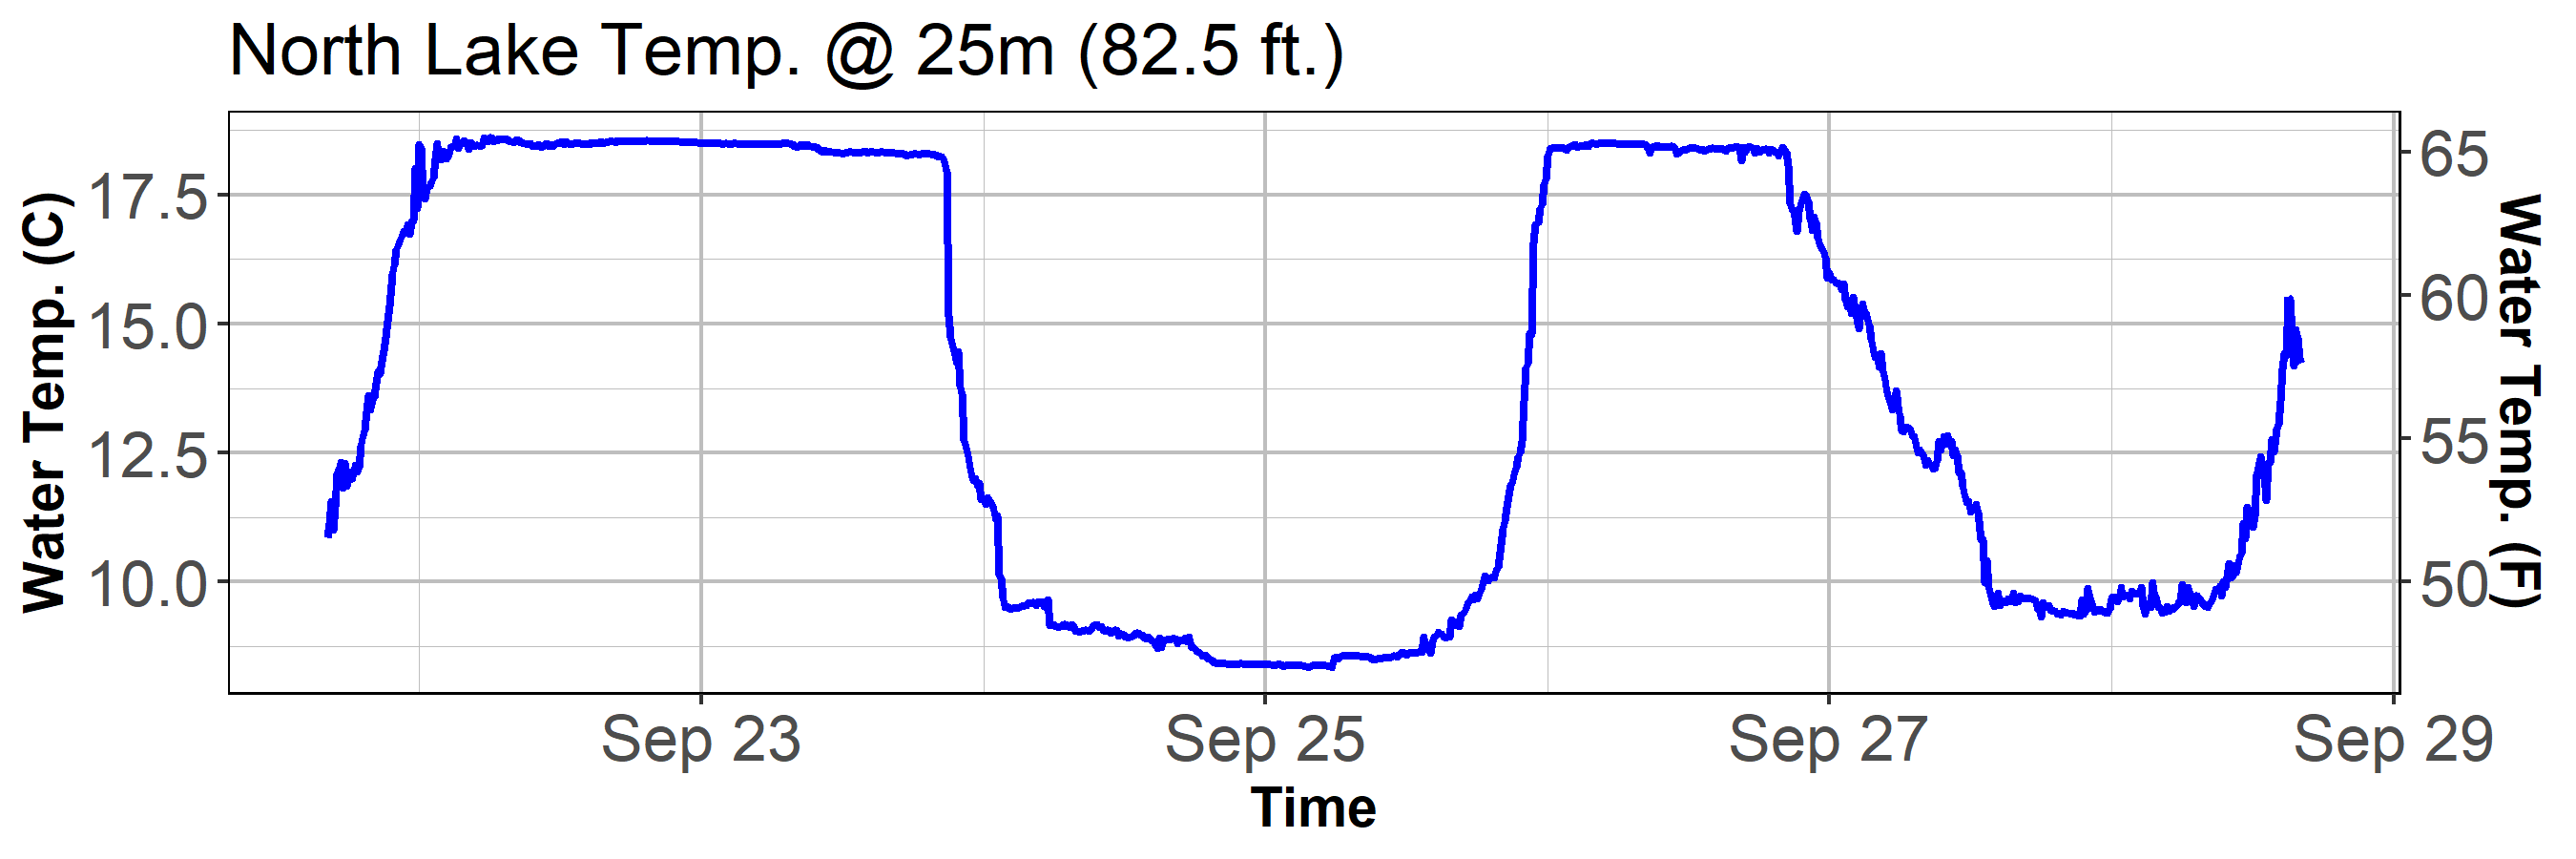 North Lake Temp. @ 25m (82.5 ft.)
Water Temp. (C)
17.5
15.0
12.5
10.0
65
60
55
50
Water Temp. (F)
Sep 23
Sep 25
Sep 27
Sep 29
Time